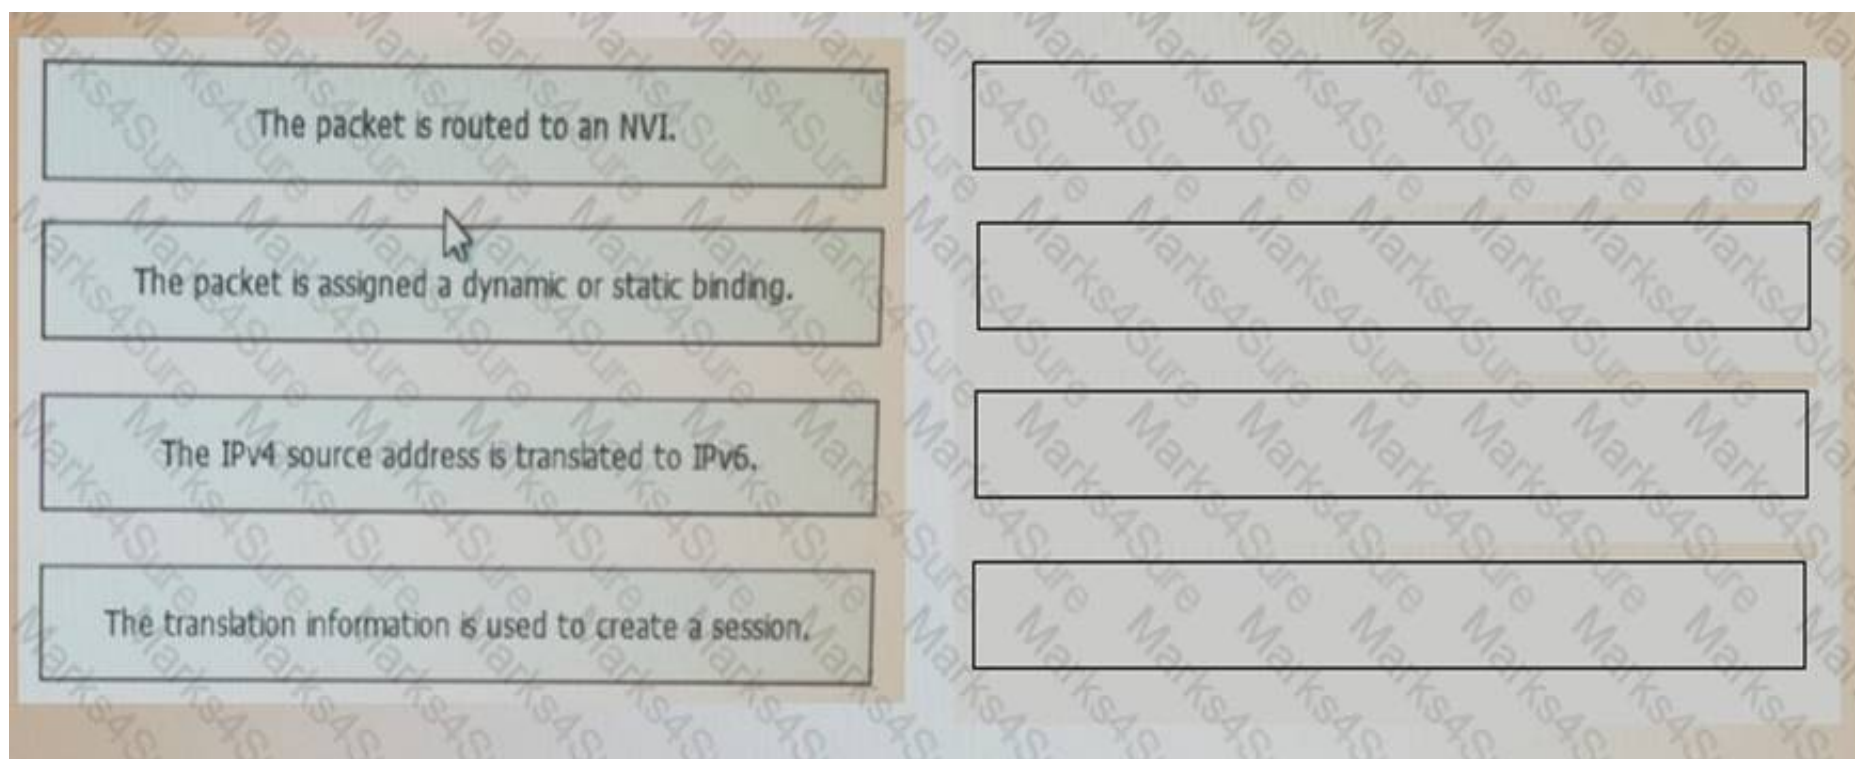 The packet is routed to an NVI.
The packet is assigned a dynamic or static binding.
The IPv4 source address is translated to IPv6.
The translation information is used to create a session.
Marks4Sure